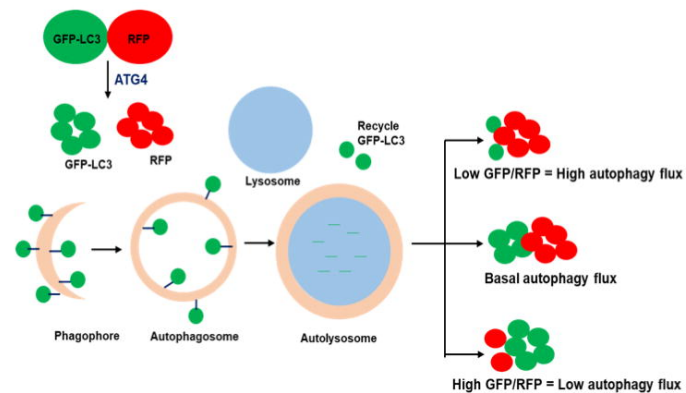 GFP-LC3
RFP
ATG4
GFP-LC3
RFP
Lysosome
Recycle
GFP-LC3
Phagophore
Autophagosome
Autolysosome
Low GFP/RFP = High autophagy flux
Basal autophagy flux
High GFP/RFP = Low autophagy flux